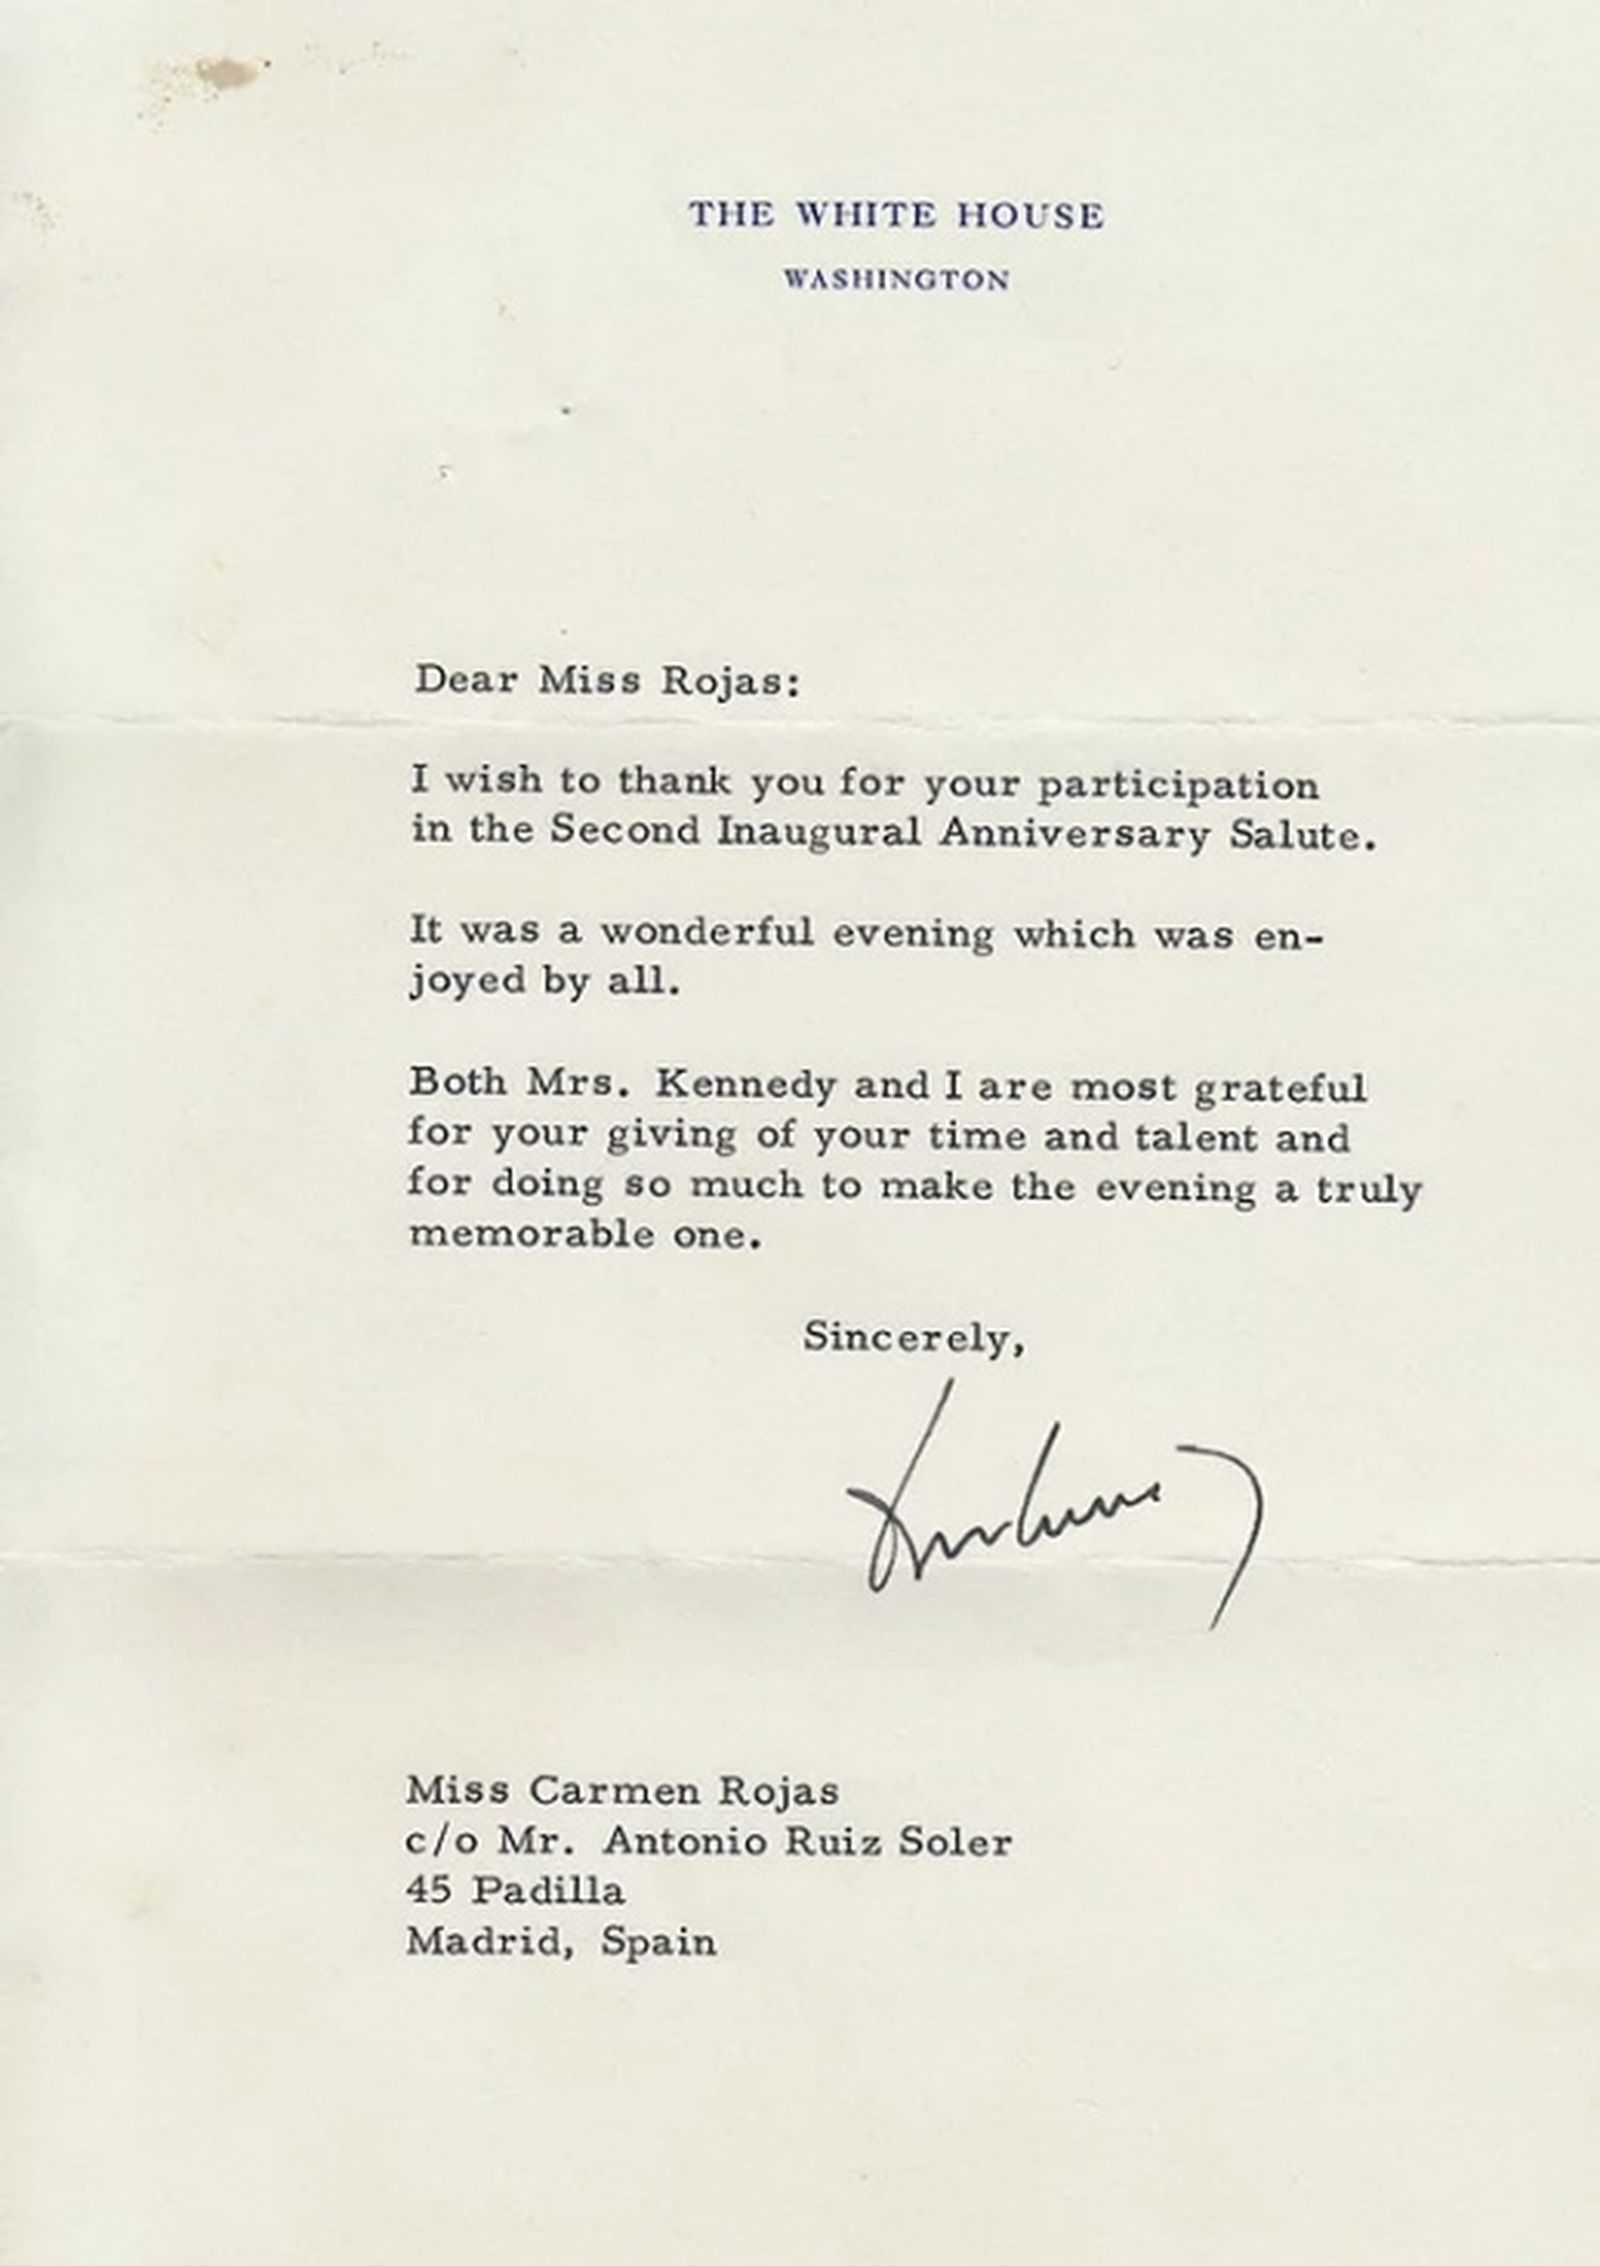 THE WHITE HOUSE
WASHINGTON
Dear Miss Rojas:
I wish to thank you for your participation
in the Second Inaugural Anniversary Salute.
It was a wonderful evening which was en-
joyed by all.
Both Mrs. Kennedy and I are most grateful
for your giving of your time and talent and
for doing so much to make the evening a truly
memorable one.
Sincerely,
Miss Carmen Rojas
c/o Mr. Antonio Ruiz Soler
45 Padilla
Madrid, Spain